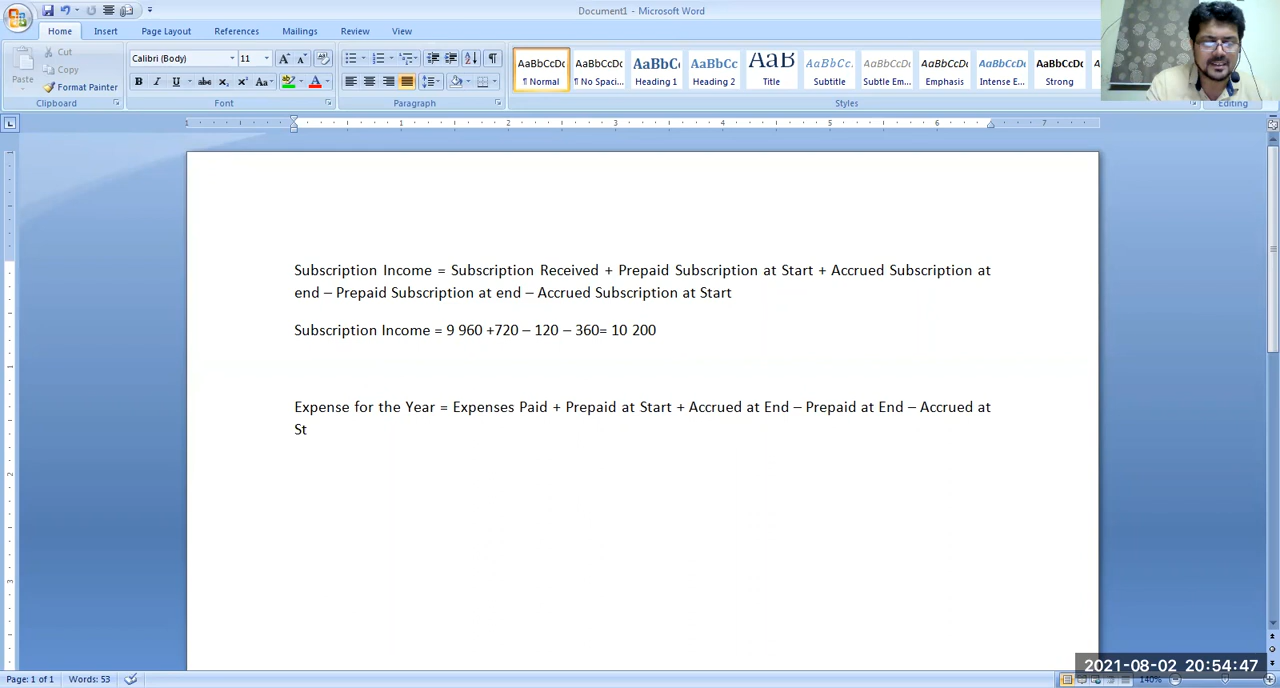 Document1 - Microsoft Word
Home Insert Page Layout References Mailings Review View
Cut
Copy
Format Painter
Paste
Clipboard
Calibri (Body) 11
Font
Paragraph
AaBbCcDc AaBbCcDc AaBbCc AaBbCc AaB AaBbCc. AaBbCcDc AaBbCcDc AaBbCcDc AaBbCcDc
¶ Normal ¶ No Spaci... Heading 1 Heading 2 Title Subtitle Subtle Em... Emphasis Intense E... Strong
Styles
Editing
Subscription Income = Subscription Received + Prepaid Subscription at Start + Accrued Subscription at
end – Prepaid Subscription at end – Accrued Subscription at Start
Subscription Income = 9 960 +720 – 120 – 360= 10 200
Expense for the Year = Expenses Paid + Prepaid at Start + Accrued at End – Prepaid at End – Accrued at
St
2021-08-02 20:54:47
Page: 1 of 1 Words: 53 140%